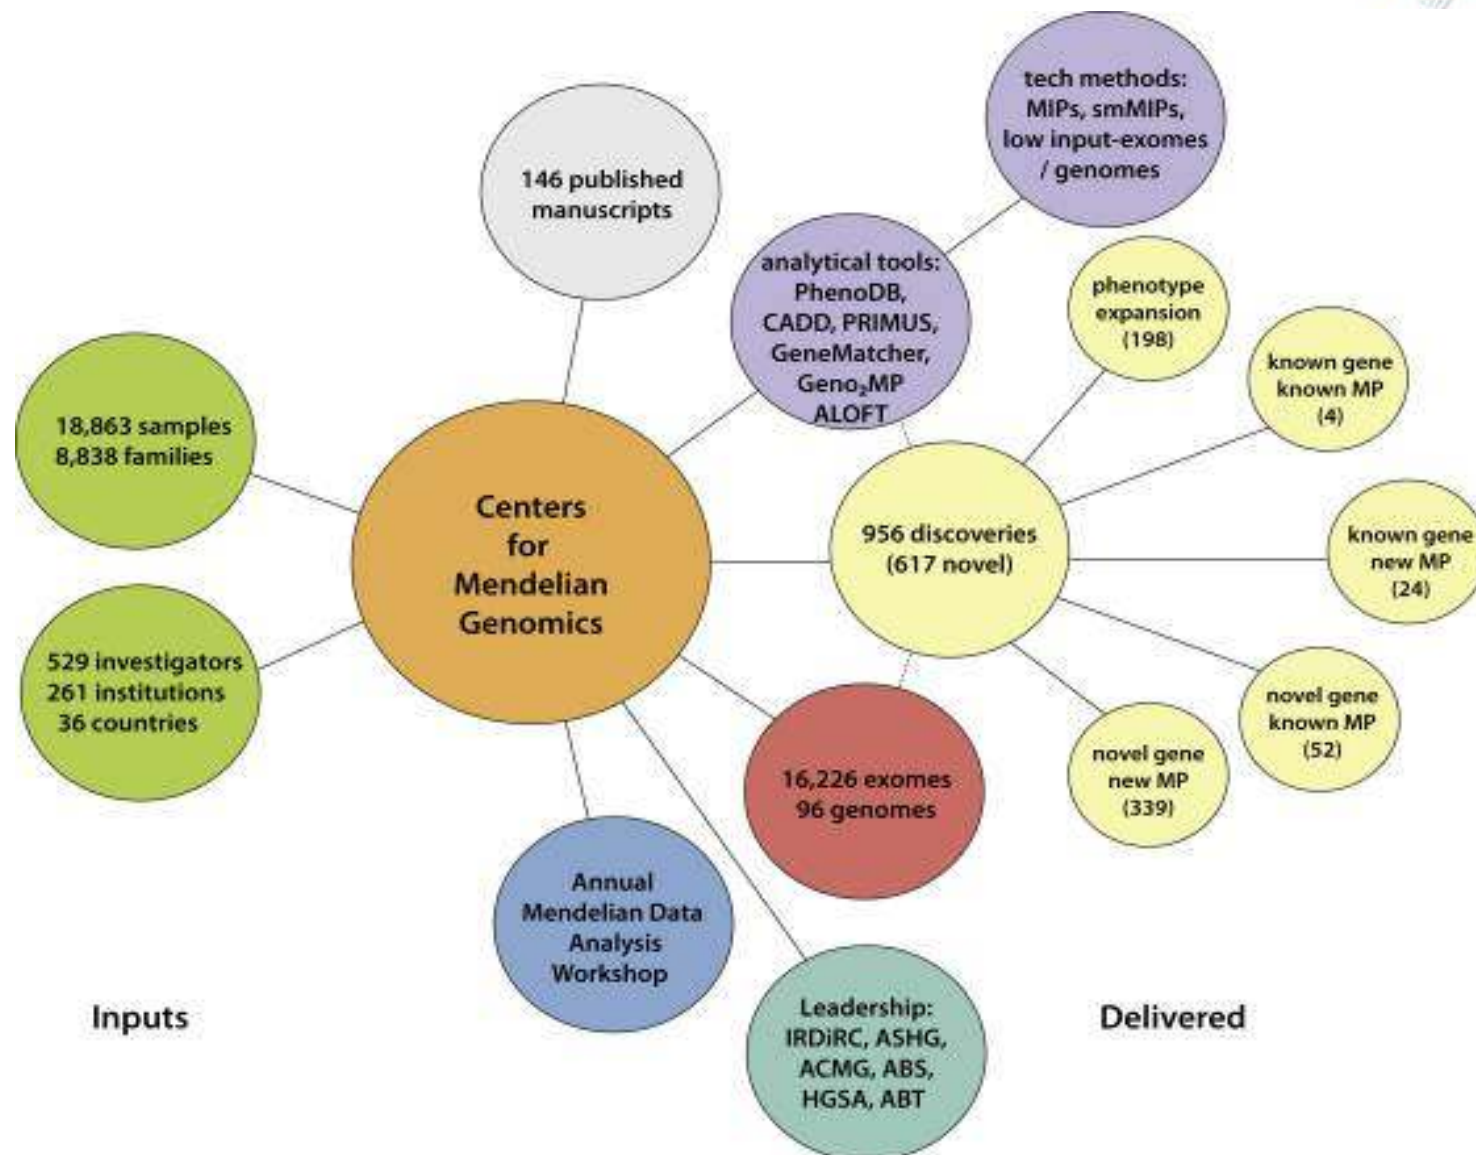 tech methods:
MIPs, smMIPs,
low input-exomes
/ genomes
146 published
manuscripts
analytical tools:
PhenoDB,
CADD, PRIMUS,
GeneMatcher,
Geno₂MP
ALOFT
phenotype
expansion
(198)
known gene
known MP
(4)
18,863 samples
8,838 families
Centers
for
Mendelian
Genomics
956 discoveries
(617 novel)
known gene
new MP
(24)
529 investigators
261 institutions
36 countries
novel gene
known MP
(52)
novel gene
new MP
(339)
16,226 exomes
96 genomes
Annual
Mendelian Data
Analysis
Workshop
Leadership:
IRDiRC, ASHG,
ACMG, ABS,
HGSA, ABT
Inputs
Delivered